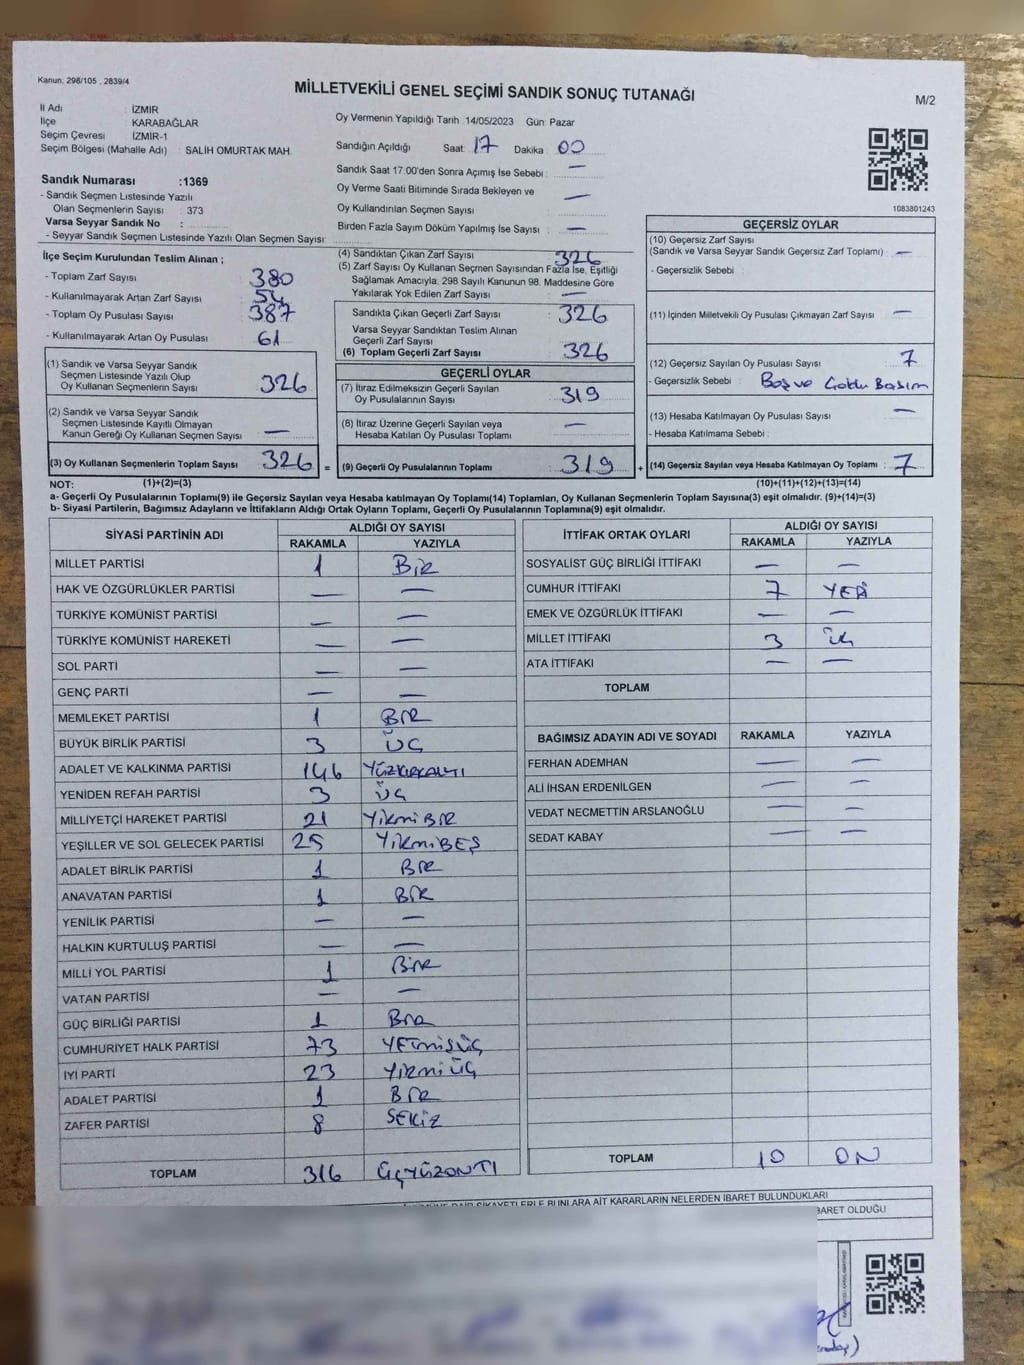 Kanun. 298/105 , 2839/4
MİLLETVEKİLİ GENEL SEÇİMİ SANDIK SONUÇ TUTANAĞI
M/2
İl Adı : İZMİR
İlçe : KARABAĞLAR
Seçim Çevresi : İZMİR-1
Seçim Bölgesi (Mahalle Adı) : SALİH OMURTAK MAH.
Sandık Numarası :1369
- Sandık Seçmen Listesinde Yazılı
Olan Seçmenlerin Sayısı : 373
Varsa Seyyar Sandık No :
- Seyyar Sandık Seçmen Listesinde Yazılı Olan Seçmen Sayısı:
Oy Vermenin Yapıldığı Tarih :14/05/2023 Gün: Pazar
Sandığın Açıldığı Saat: 17 Dakika : 00
Sandık Saat 17:00'den Sonra Açılmış İse Sebebi : —
Oy Verme Saati Bitiminde Sırada Bekleyen ve
Oy Kullandırılan Seçmen Sayısı : —
Birden Fazla Sayım Döküm Yapılmış İse Sayısı : —
1083801243
İlçe Seçim Kurulundan Teslim Alınan ;
- Toplam Zarf Sayısı : 380
- Kullanılmayarak Artan Zarf Sayısı : 54
- Toplam Oy Pusulası Sayısı : 387
- Kullanılmayarak Artan Oy Pusulası : 61
(1) Sandık ve Varsa Seyyar Sandık
Seçmen Listesinde Yazılı Olup
Oy Kullanan Seçmenlerin Sayısı : 326
(2) Sandık ve Varsa Seyyar Sandık
Seçmen Listesinde Kayıtlı Olmayan
Kanun Gereği Oy Kullanan Seçmen Sayısı : —
(3) Oy Kullanan Seçmenlerin Toplam Sayısı : 326 =
(4) Sandıktan Çıkan Zarf Sayısı : 326
(5) Zarf Sayısı Oy Kullanan Seçmen Sayısından Fazla İse, Eşitliği
Sağlamak Amacıyla, 298 Sayılı Kanunun 98. Maddesine Göre
Yakılarak Yok Edilen Zarf Sayısı : —
Sandıkta Çıkan Geçerli Zarf Sayısı : 326
Varsa Seyyar Sandıktan Teslim Alınan
Geçerli Zarf Sayısı :
(6) Toplam Geçerli Zarf Sayısı : 326
GEÇERLİ OYLAR
(7) İtiraz Edilmeksizin Geçerli Sayılan
Oy Pusulalarının Sayısı : 319
(8) İtiraz Üzerine Geçerli Sayılan veya
Hesaba Katılan Oy Pusulası Toplamı : —
(9) Geçerli Oy Pusulalarının Toplamı : 319 +
GEÇERSİZ OYLAR
(10) Geçersiz Zarf Sayısı
(Sandık ve Varsa Seyyar Sandık Geçersiz Zarf Toplamı) : —
- Geçersizlik Sebebi :
(11) İçinden Milletvekili Oy Pusulası Çıkmayan Zarf Sayısı : —
(12) Geçersiz Sayılan Oy Pusulası Sayısı : 7
- Geçersizlik Sebebi : Boş ve Çoklu Basım
(13) Hesaba Katılmayan Oy Pusulası Sayısı : —
- Hesaba Katılmama Sebebi :
(14) Geçersiz Sayılan veya Hesaba Katılmayan Oy Toplamı : 7
NOT: (1)+(2)=(3) (10)+(11)+(12)+(13)=(14)
a- Geçerli Oy Pusulalarının Toplamı(9) ile Geçersiz Sayılan veya Hesaba katılmayan Oy Toplamı(14) Toplamları, Oy Kullanan Seçmenlerin Toplam Sayısına(3) eşit olmalıdır. (9)+(14)=(3)
b- Siyasi Partilerin, Bağımsız Adayların ve İttifakların Aldığı Ortak Oyların Toplamı, Geçerli Oy Pusulalarının Toplamına(9) eşit olmalıdır.
SİYASİ PARTİNİN ADI ALDIĞI OY SAYISI
RAKAMLA YAZIYLA
MİLLET PARTİSİ 1 BİR
HAK VE ÖZGÜRLÜKLER PARTİSİ — —
TÜRKİYE KOMÜNİST PARTİSİ — —
TÜRKİYE KOMÜNİST HAREKETİ — —
SOL PARTİ — —
GENÇ PARTİ — —
MEMLEKET PARTİSİ 1 BİR
BÜYÜK BİRLİK PARTİSİ 3 ÜÇ
ADALET VE KALKINMA PARTİSİ 146 YÜZKIRKALTI
YENİDEN REFAH PARTİSİ 3 ÜÇ
MİLLİYETÇİ HAREKET PARTİSİ 21 YİRMİBİR
YEŞİLLER VE SOL GELECEK PARTİSİ 25 YİRMİBEŞ
ADALET BİRLİK PARTİSİ 1 BİR
ANAVATAN PARTİSİ 1 BİR
YENİLİK PARTİSİ — —
HALKIN KURTULUŞ PARTİSİ — —
MİLLİ YOL PARTİSİ 1 BİR
VATAN PARTİSİ — —
GÜÇ BİRLİĞİ PARTİSİ 1 BİR
CUMHURİYET HALK PARTİSİ 73 YETMİŞÜÇ
İYİ PARTİ 23 YİRMİÜÇ
ADALET PARTİSİ 1 BİR
ZAFER PARTİSİ 8 SEKİZ
TOPLAM 316 ÜÇYÜZONTI
İTTİFAK ORTAK OYLARI ALDIĞI OY SAYISI
RAKAMLA YAZIYLA
SOSYALİST GÜÇ BİRLİĞİ İTTİFAKI — —
CUMHUR İTTİFAKI 7 YEDİ
EMEK VE ÖZGÜRLÜK İTTİFAKI — —
MİLLET İTTİFAKI 3 ÜÇ
ATA İTTİFAKI — —
TOPLAM
BAĞIMSIZ ADAYIN ADI VE SOYADI RAKAMLA YAZIYLA
FERHAN ADEMHAN — —
ALİ İHSAN ERDENİLGEN — —
VEDAT NECMETTİN ARSLANOĞLU — —
SEDAT KABAY — —
TOPLAM 10 ON
ŞİKAYETLERLE BUNLARA AİT KARARLARIN NELERDEN İBARET BULUNDUKLARI
İBARET OLDUĞU